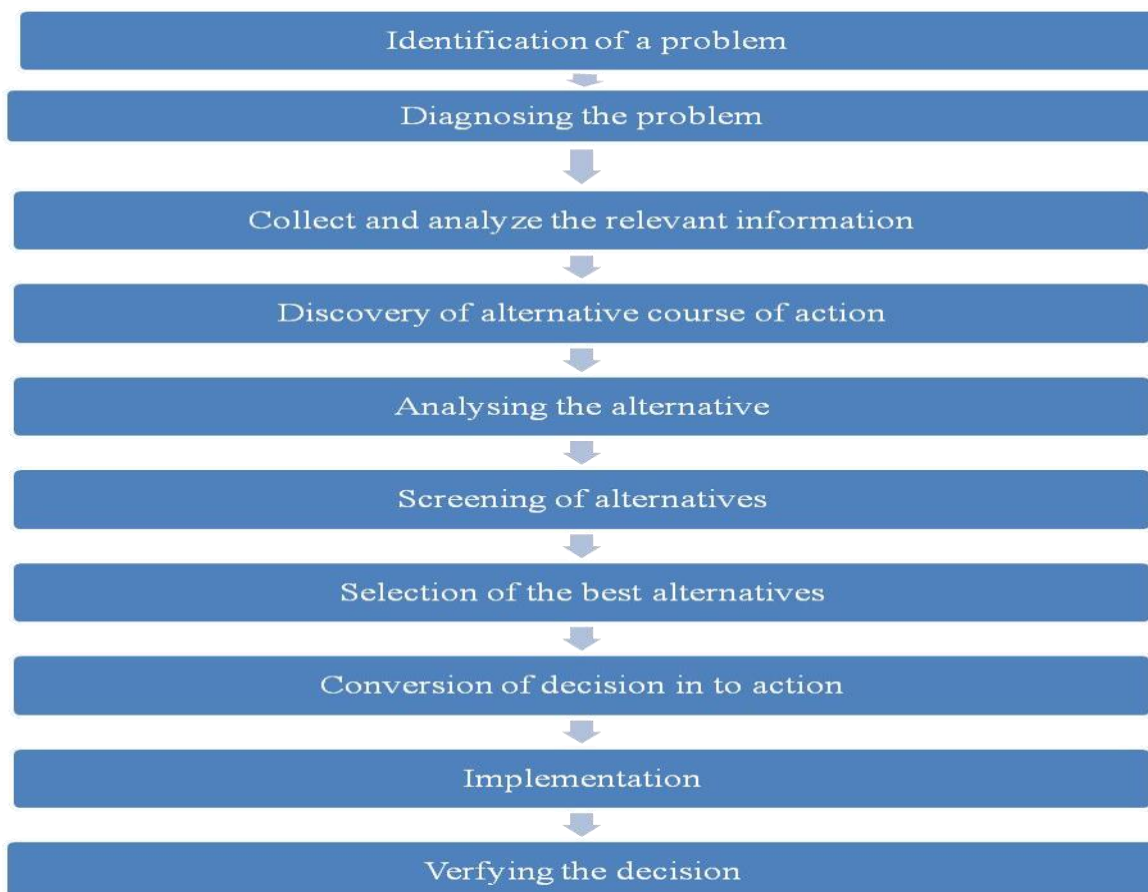 Identification of a problem
Diagnosing the problem
Collect and analyze the relevant information
Discovery of alternative course of action
Analysing the alternative
Screening of alternatives
Selection of the best alternatives
Conversion of decision in to action
Implementation
Verfying the decision